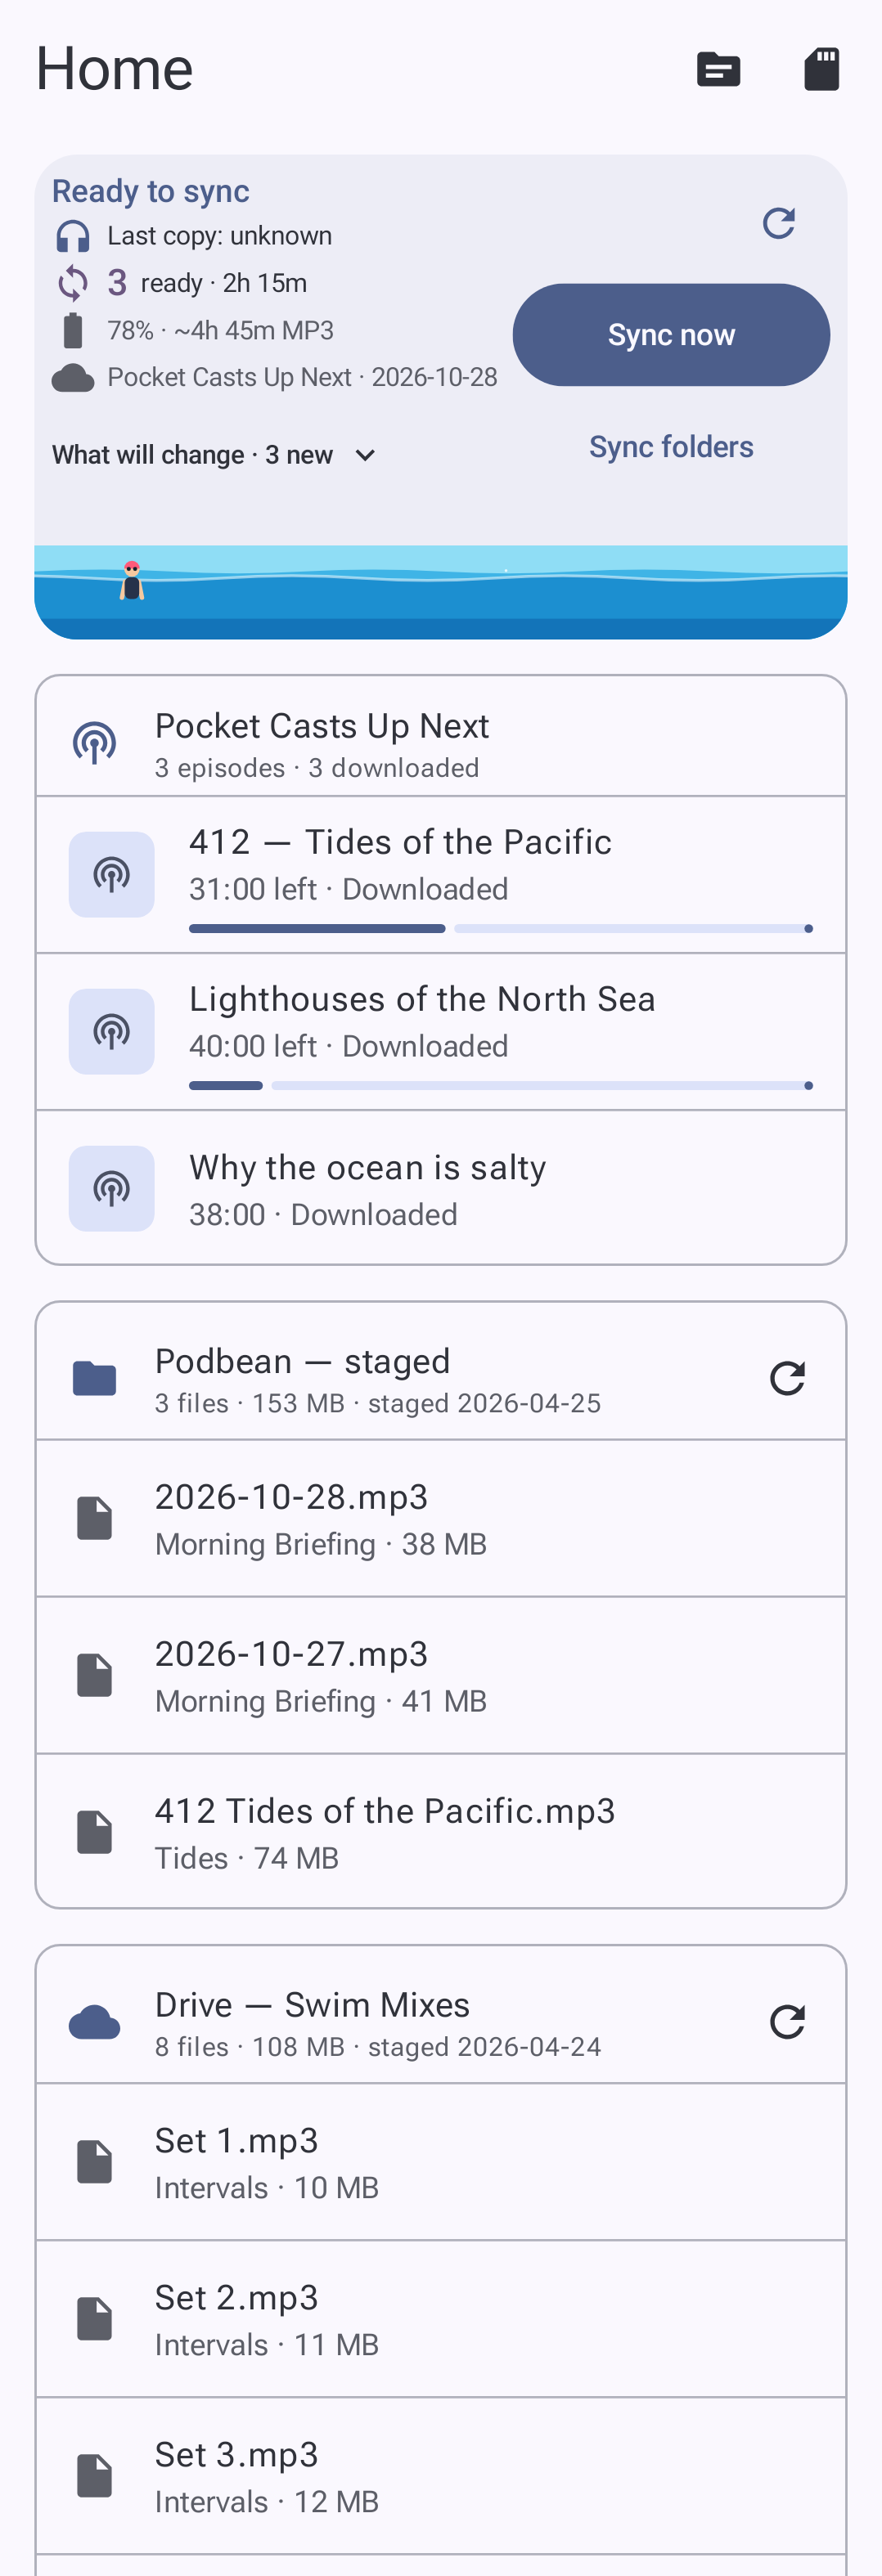 Home
Ready to sync
Last copy: unknown
3 ready · 2h 15m
78% · ~4h 45m MP3
Sync now
Pocket Casts Up Next · 2026-10-28
What will change · 3 new
Sync folders
Pocket Casts Up Next
3 episodes · 3 downloaded
412 — Tides of the Pacific
31:00 left · Downloaded
Lighthouses of the North Sea
40:00 left · Downloaded
Why the ocean is salty
38:00 · Downloaded
Podbean — staged
3 files · 153 MB · staged 2026-04-25
2026-10-28.mp3
Morning Briefing · 38 MB
2026-10-27.mp3
Morning Briefing · 41 MB
412 Tides of the Pacific.mp3
Tides · 74 MB
Drive — Swim Mixes
8 files · 108 MB · staged 2026-04-24
Set 1.mp3
Intervals · 10 MB
Set 2.mp3
Intervals · 11 MB
Set 3.mp3
Intervals · 12 MB